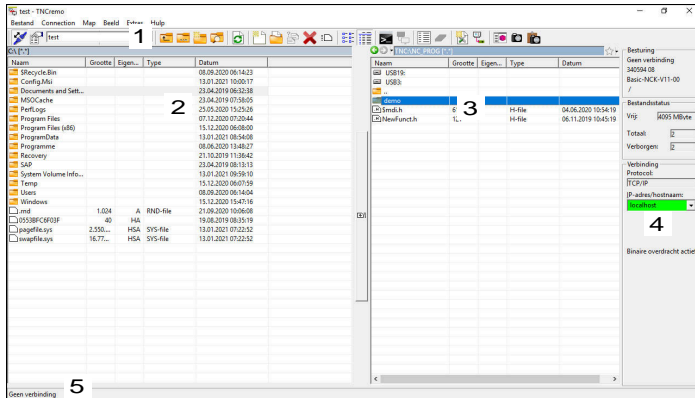 test - TNCremo
Bestand Connection Map Beeld Extras Hulp
test
1
C:\ [*.*]
Naam Grootte Eigen... Type Datum
$Recycle.Bin 08.09.2020 06:14:23
Config.Msi 13.01.2021 10:00:17
Documents and Sett... 23.04.2019 06:32:38
MSOCache 23.04.2019 07:58:05
PerfLogs 25.05.2020 15:25:26
Program Files 07.12.2020 07:20:44
Program Files (x86) 15.12.2020 06:08:00
ProgramData 13.01.2021 08:54:08
Programme 08.06.2020 13:48:27
Recovery 21.10.2019 11:36:42
SAP 23.04.2019 08:13:13
System Volume Info... 13.01.2021 09:59:10
Temp 15.12.2020 06:07:59
Users 08.09.2020 06:14:04
Windows 15.12.2020 15:47:16
.rnd 1.024 A RND-file 21.09.2020 10:06:08
0553BFC6F03F 40 HA 19.08.2019 08:35:19
pagefile.sys 2.550.... HSA SYS-file 13.01.2021 07:22:52
swapfile.sys 16.77... HSA SYS-file 13.01.2021 07:22:52
2
TNC:\NC_PROG [*.*]
Naam Grootte Eigen... Type Datum
USB19:
USB3:
..
demo
Smdi.h H-file 04.06.2020 10:54:19
NewFunct.h H-file 06.11.2019 10:45:19
3
Besturing
Geen verbinding
340594 08
Basic-NCK-V11-00
/
Bestandsstatus
Vrij: 4095 MByte
Totaal: 2
Verborgen: 2
Verbinding
Protocol:
TCP/IP
IP-adres/hostnaam:
localhost
4
Binaire overdracht actief
5
Geen verbinding